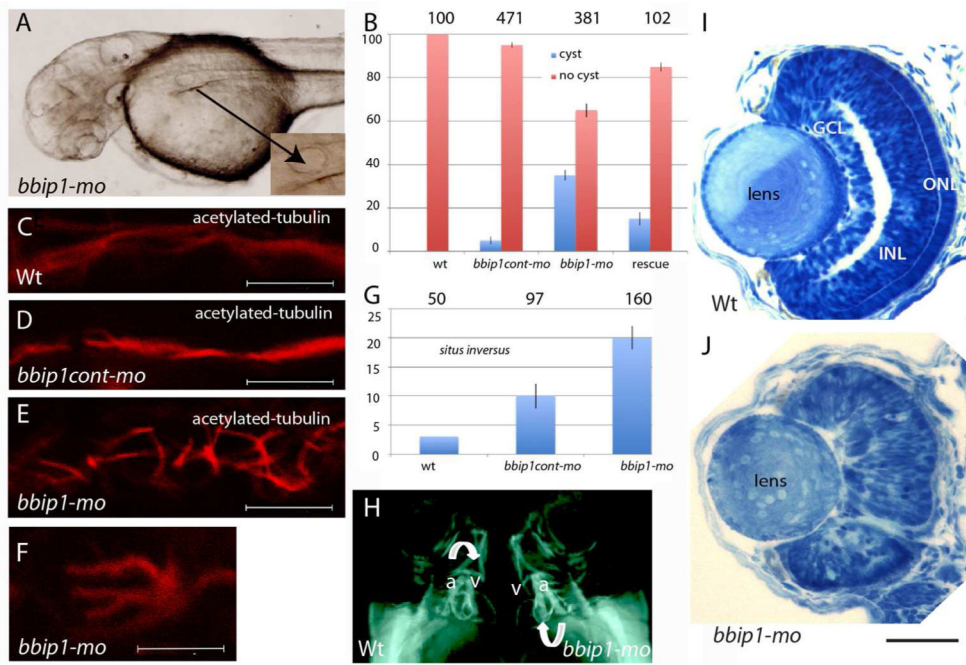 A
bbip1-mo
B
100 471 381 102
100
80
60
40
20
0
cyst
no cyst
wt bbip1cont-mo bbip1-mo rescue
C
acetylated-tubulin
Wt
D
acetylated-tubulin
bbip1cont-mo
E
acetylated-tubulin
bbip1-mo
F
bbip1-mo
G
50 97 160
25
20
15
10
5
0
situs inversus
wt bbip1cont-mo bbip1-mo
H
a v v a
Wt bbip1-mo
I
GCL
lens
ONL
INL
Wt
J
lens
bbip1-mo